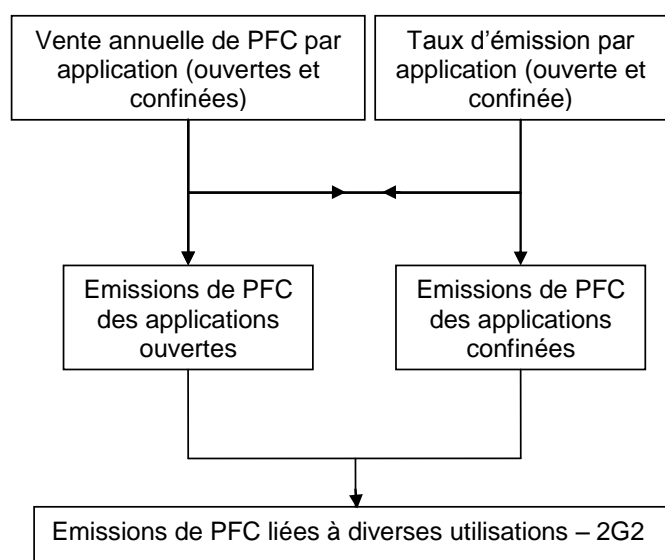 Vente annuelle de PFC par
application (ouvertes et
confinées)
Taux d'émission par
application (ouverte et
confinée)
Emissions de PFC
des applications
ouvertes
Emissions de PFC
des applications
confinées
Emissions de PFC liées à diverses utilisations – 2G2